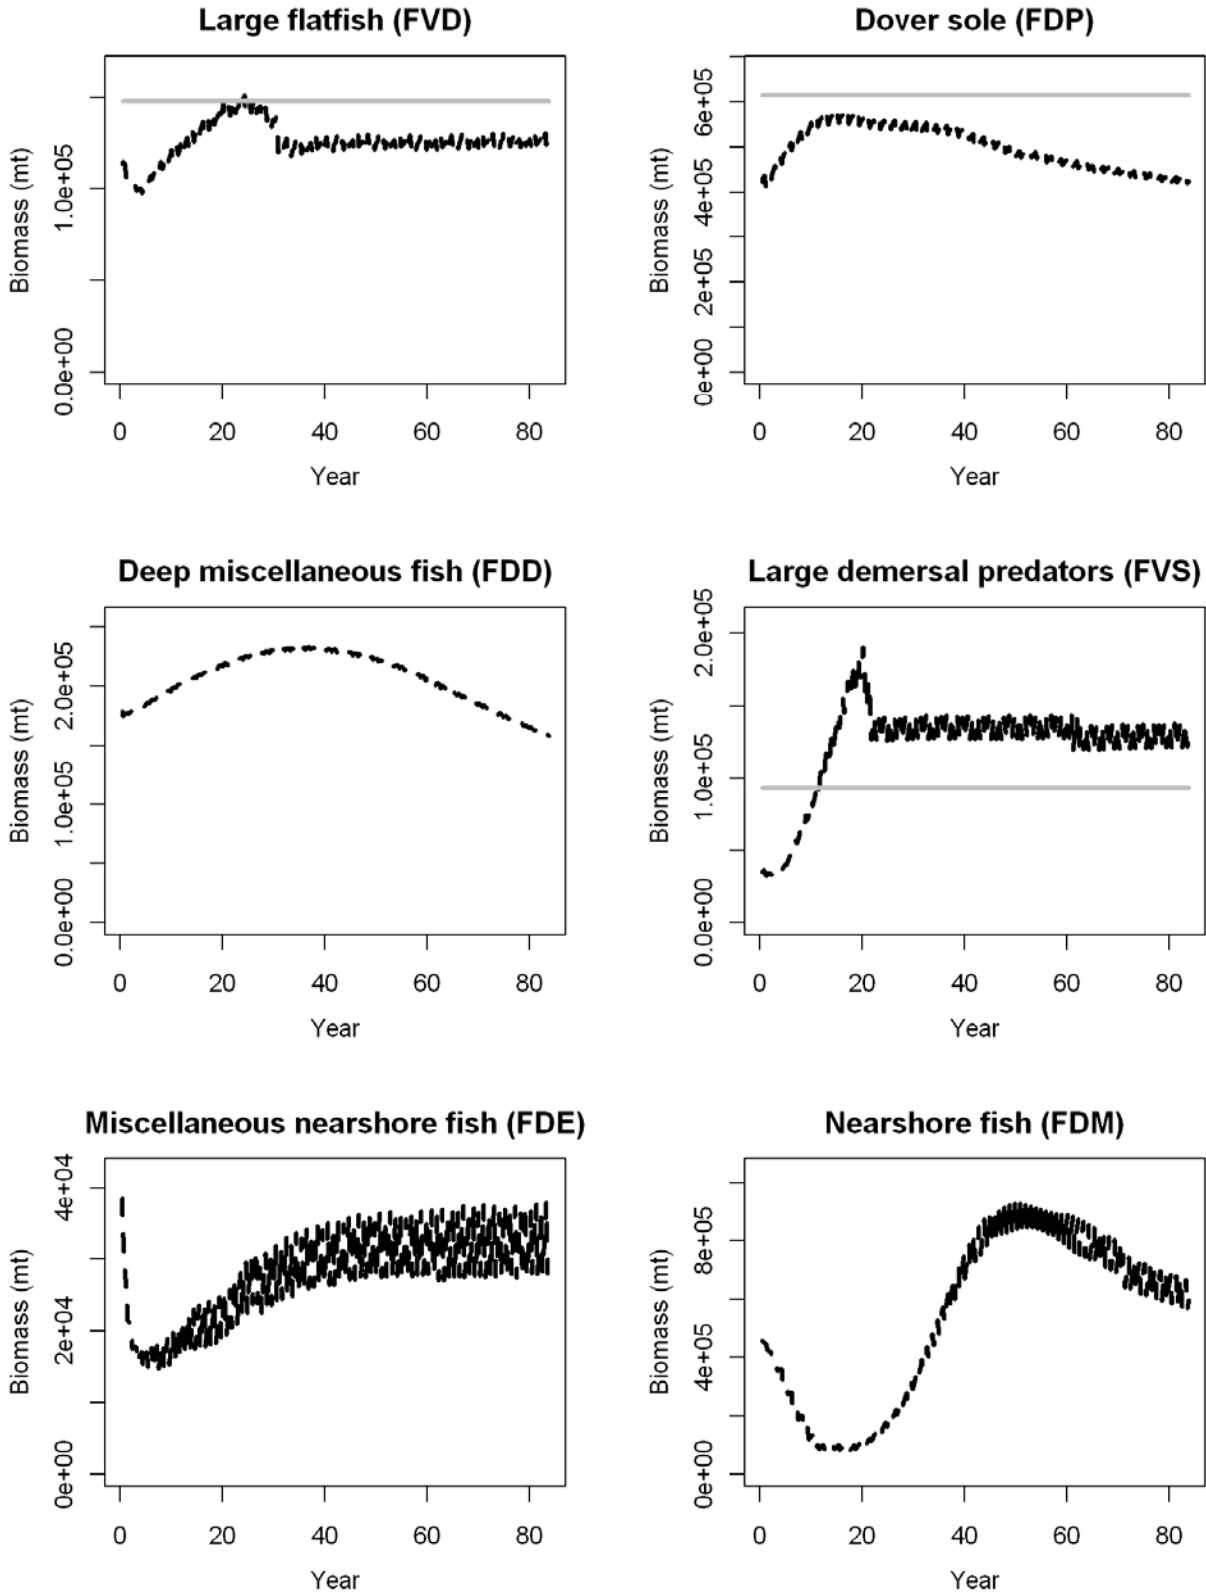 Large flatfish (FVD)
Biomass (mt)
0.0e+00 1.0e+05
0 20 40 60 80
Year
Dover sole (FDP)
Biomass (mt)
0e+00 2e+05 4e+05 6e+05
0 20 40 60 80
Year
Deep miscellaneous fish (FDD)
Biomass (mt)
0.0e+00 1.0e+05 2.0e+05
0 20 40 60 80
Year
Large demersal predators (FVS)
Biomass (mt)
0.0e+00 1.0e+05 2.0e+05
0 20 40 60 80
Year
Miscellaneous nearshore fish (FDE)
Biomass (mt)
0e+00 2e+04 4e+04
0 20 40 60 80
Year
Nearshore fish (FDM)
Biomass (mt)
0e+00 4e+05 8e+05
0 20 40 60 80
Year